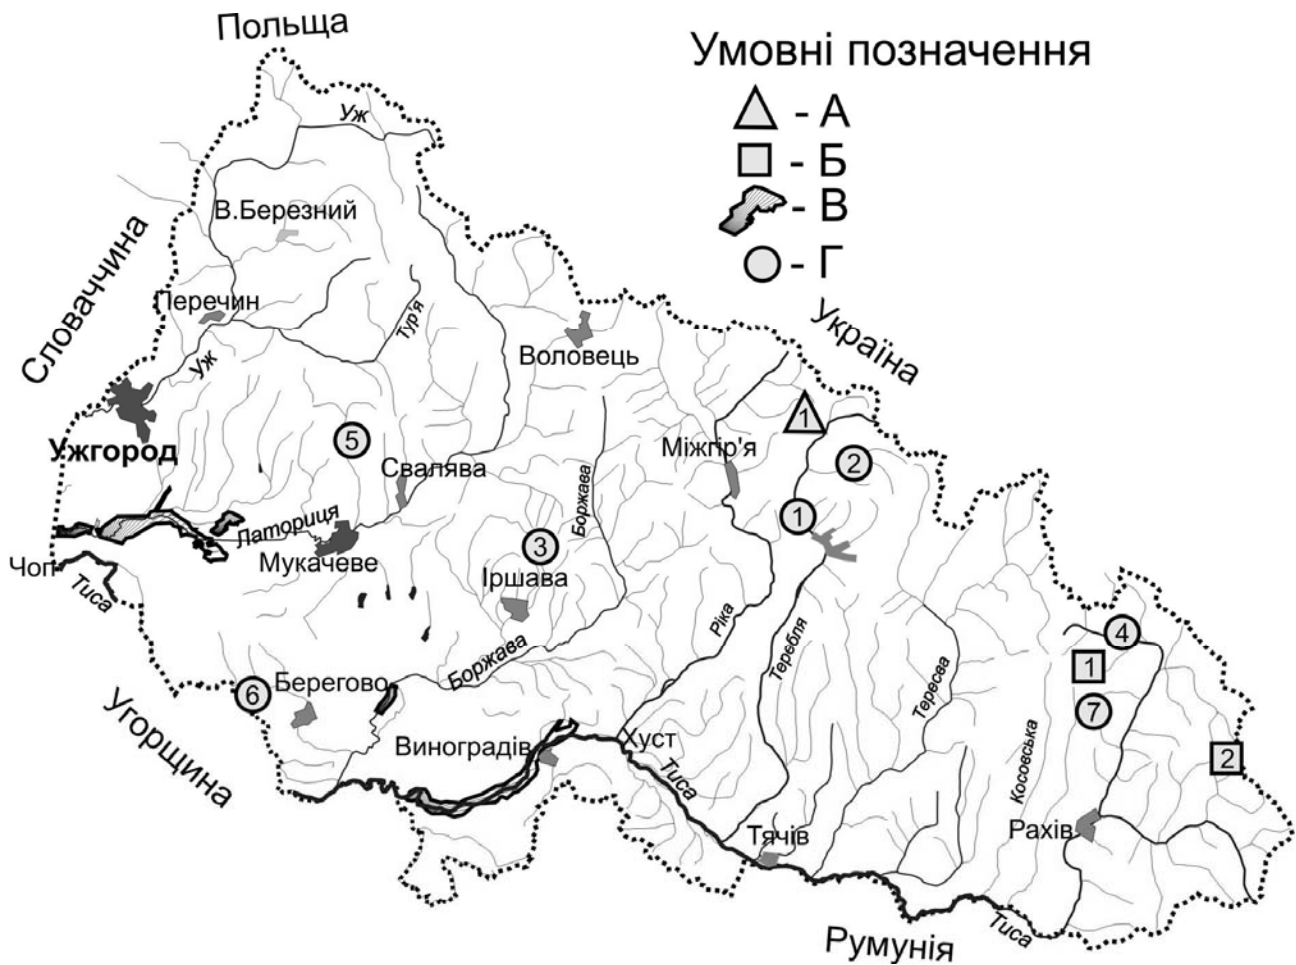 Польща
Умовні позначення
- А
- Б
- В
- Г
Уж
В.Березний
Словаччина
Перечин
Тур'я
Уж
Воловець
Україна
Ужгород
1
5
Свалява
Міжгір'я
2
Боржава
1
Латориця
Мукачеве
3
Чоп
Тиса
Іршава
Ріка
Теребля
Тересва
4
1
Боржава
6
Берегово
7
Угорщина
Виноградів
Хуст
Тиса
Косовська
2
Тячів
Рахів
Румунія
Тиса